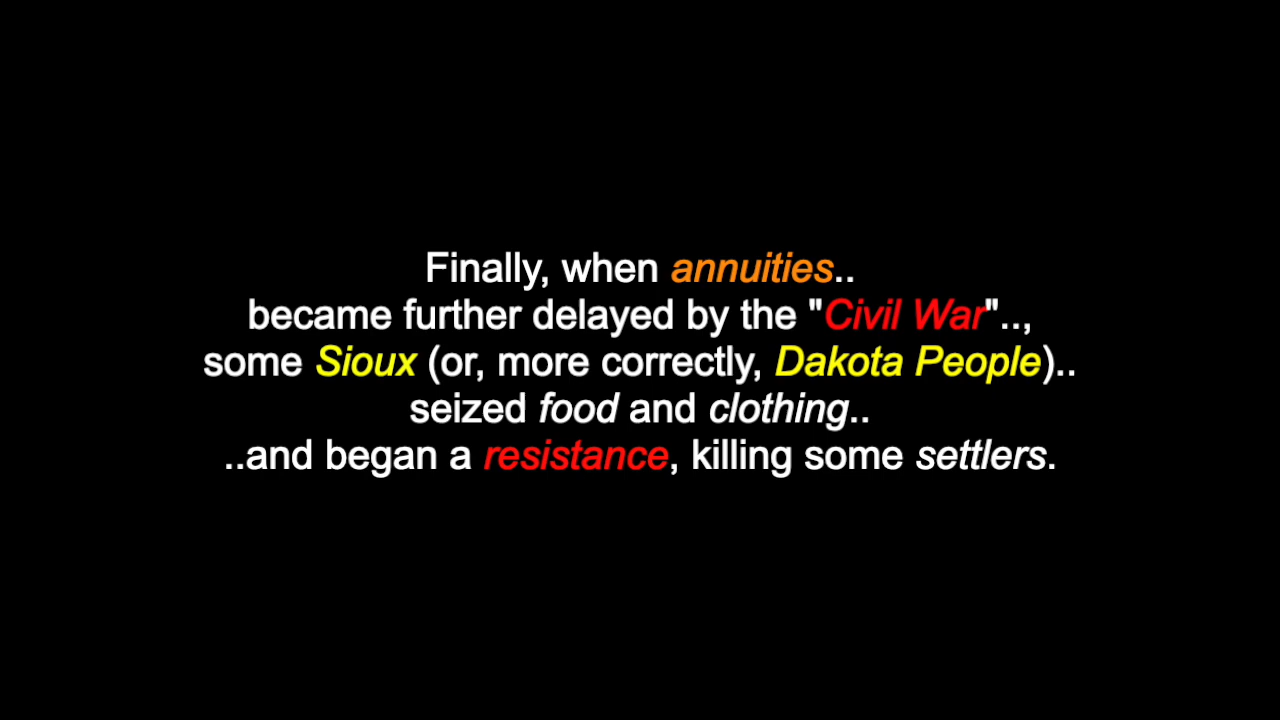 Finally, when annuities..
became further delayed by the "Civil War"..,
some Sioux (or, more correctly, Dakota People)..
seized food and clothing..
..and began a resistance, killing some settlers.